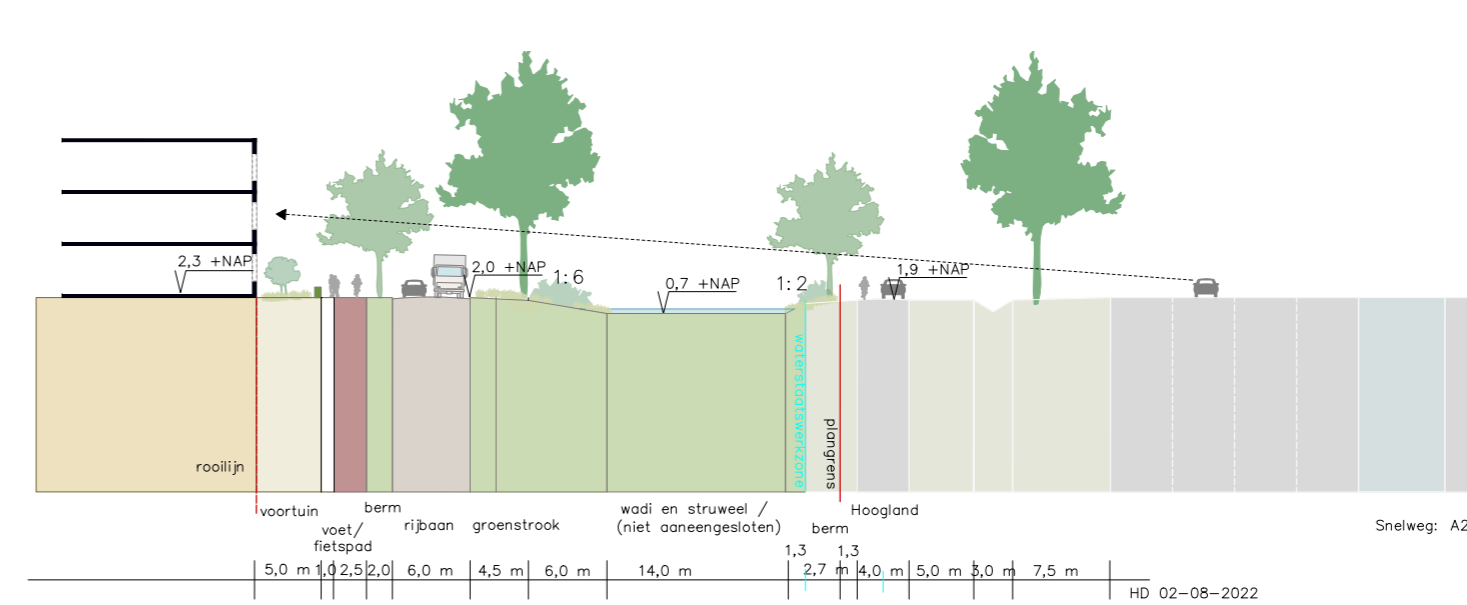 2,3 +NAP
2,0 +NAP
1:6
0,7 +NAP
1:2
1,9 +NAP
waterstaatswerkzone
plangrens
rooilijn
voortuin
voet/
fietspad
berm
rijbaan
groenstrook
wadi en struweel /
(niet aaneengesloten)
berm
Hoogland
Snelweg: A2
1,3
1,3
5,0 m
1,0
2,5
2,0
6,0 m
4,5 m
6,0 m
14,0 m
2,7 m
4,0 m
5,0 m
3,0 m
7,5 m
HD 02-08-2022